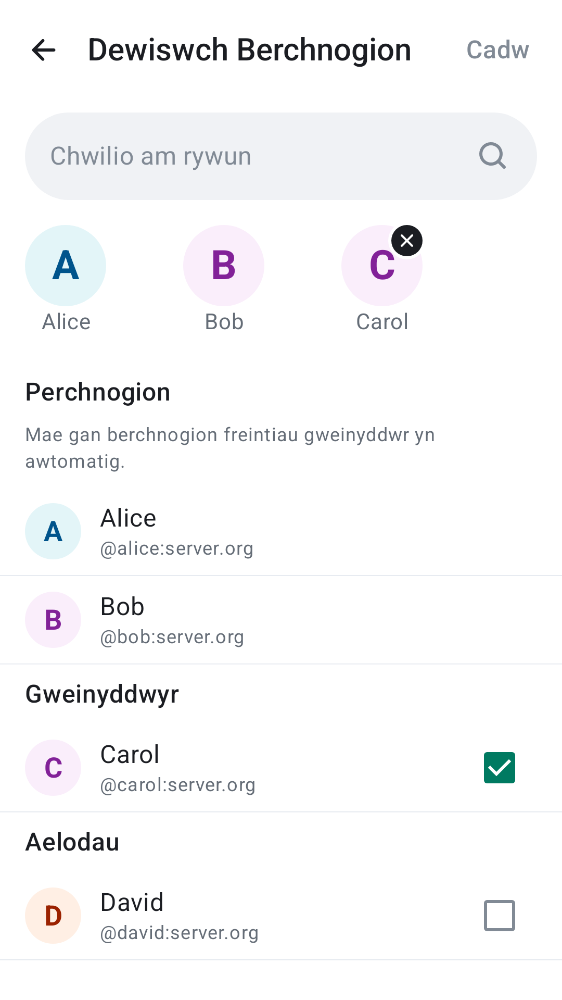 Dewiswch Berchnogion
Cadw
Chwilio am rywun
A
B
C
Alice
Bob
Carol
Perchnogion
Mae gan berchnogion freintiau gweinyddwr yn
awtomatig.
A
Alice
@alice:server.org
B
Bob
@bob:server.org
Gweinyddwyr
C
Carol
@carol:server.org
Aelodau
D
David
@david:server.org